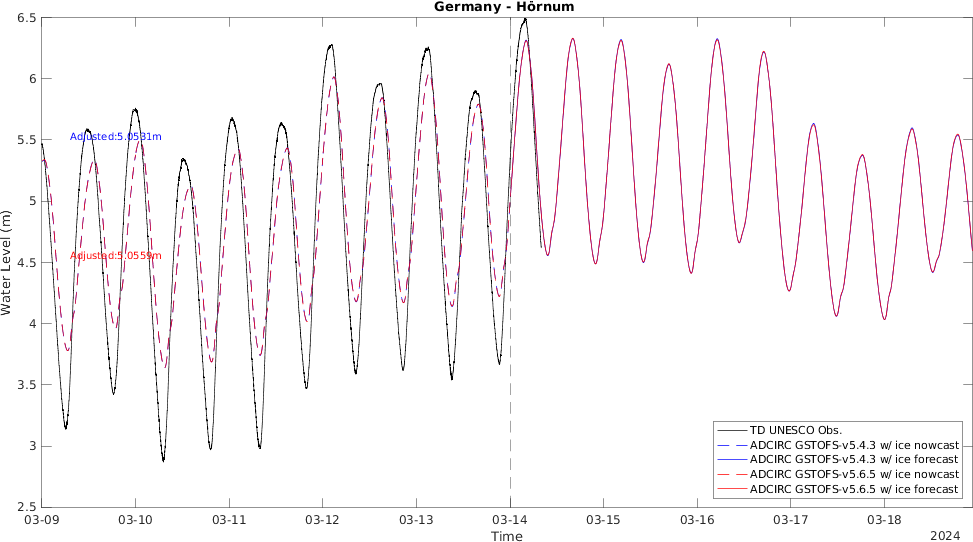 Germany - Hörnum
6.5
6
5.5
5
4.5
4
3.5
3
2.5
Water Level (m)
Adjusted:5.0531m
Adjusted:5.0559m
TD UNESCO Obs.
ADCIRC GSTOFS-v5.4.3 w/ ice nowcast
ADCIRC GSTOFS-v5.4.3 w/ ice forecast
ADCIRC GSTOFS-v5.6.5 w/ ice nowcast
ADCIRC GSTOFS-v5.6.5 w/ ice forecast
03-09 03-10 03-11 03-12 03-13 03-14 03-15 03-16 03-17 03-18
Time
2024